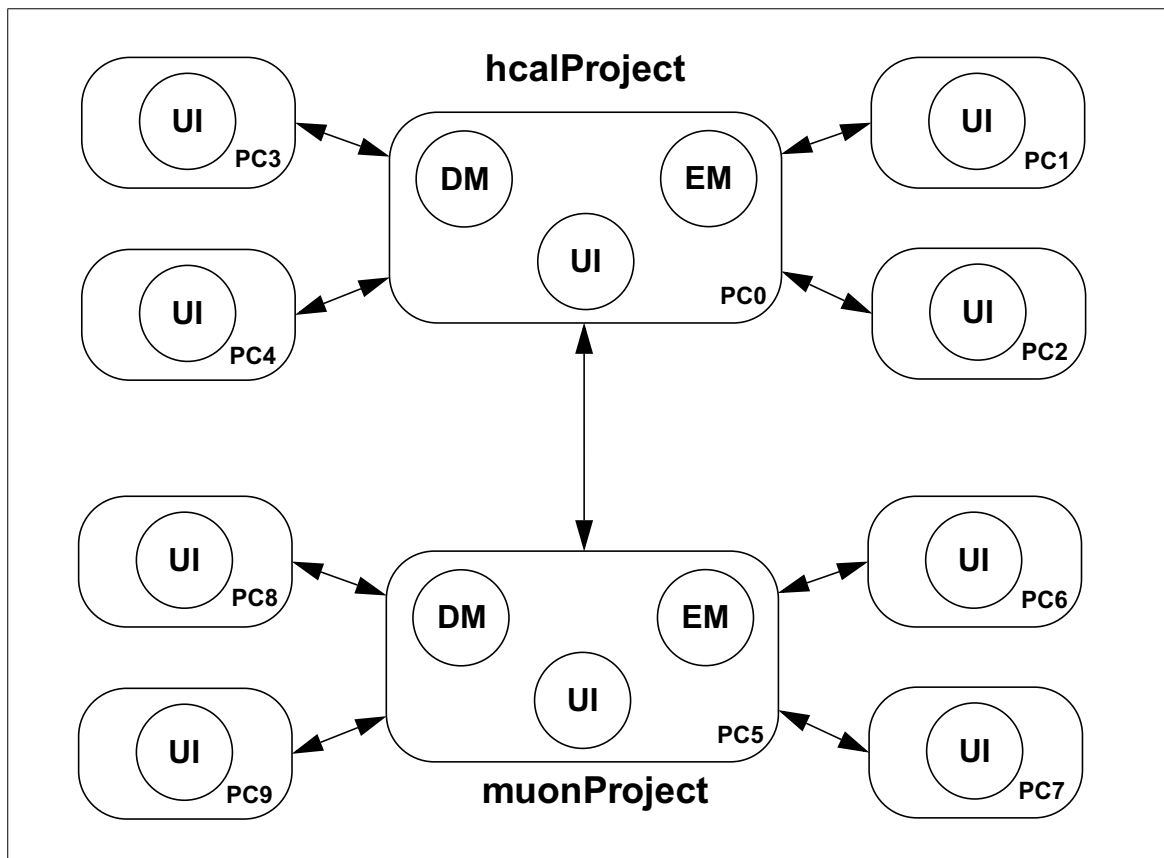 hcalProject
UI
PC3
DM
EM
UI
PC0
UI
PC1
UI
PC4
UI
PC2
UI
PC8
DM
EM
UI
PC5
UI
PC6
UI
PC9
UI
PC7
muonProject